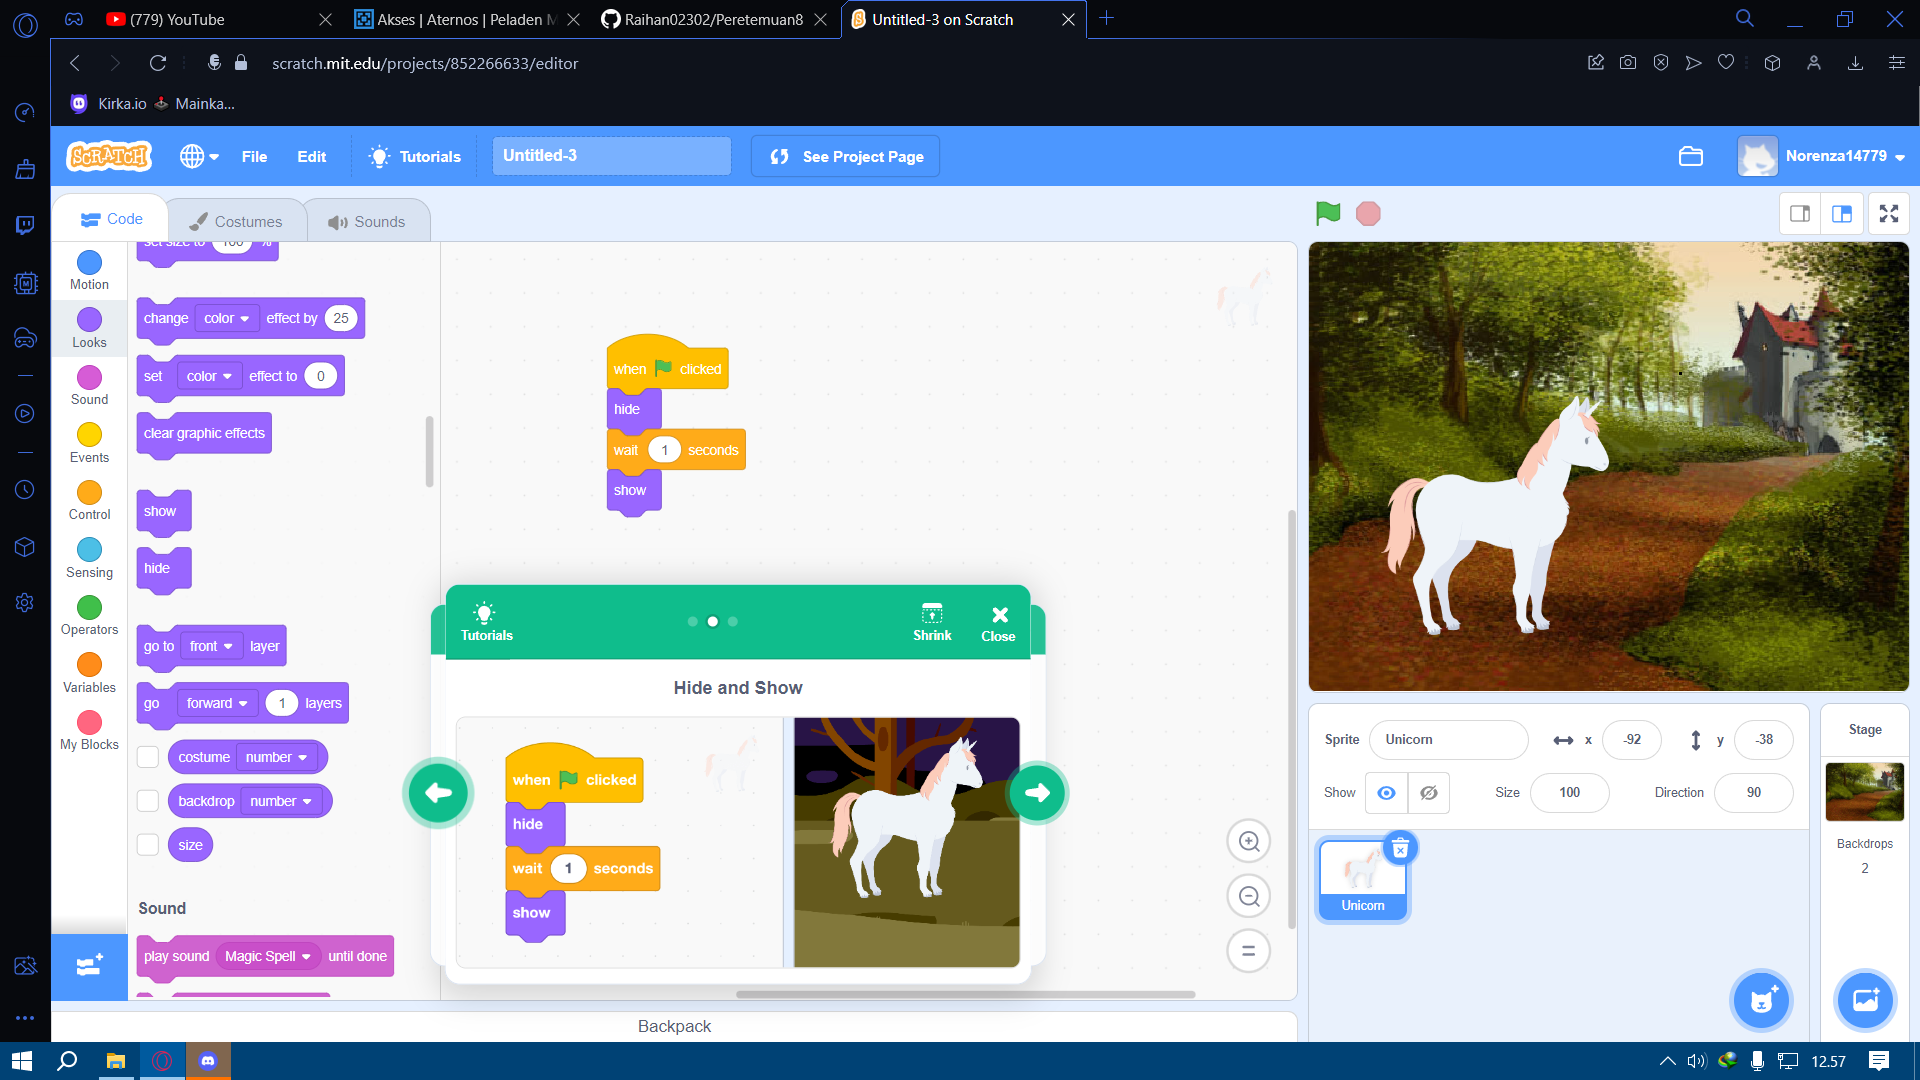 (779) YouTube
Akses | Aternos | Peladen M
Raihan02302/Peretemuan8
Untitled-3 on Scratch
scratch.mit.edu/projects/852266633/editor
Kirka.io
Mainka...
SCRATCH
File
Edit
Tutorials
Untitled-3
See Project Page
Norenza14779
Code
Costumes
Sounds
Motion
Looks
Sound
Events
Control
Sensing
Operators
Variables
My Blocks
set size to 100 %
change color effect by 25
set color effect to 0
clear graphic effects
show
hide
go to front layer
go forward 1 layers
costume number
backdrop number
size
Sound
play sound Magic Spell until done
when clicked
hide
wait 1 seconds
show
Tutorials
Shrink
Close
Hide and Show
when clicked
hide
wait 1 seconds
show
Sprite Unicorn x -92 y -38
Show Size 100 Direction 90
Unicorn
Stage
Backdrops
2
Backpack
12.57